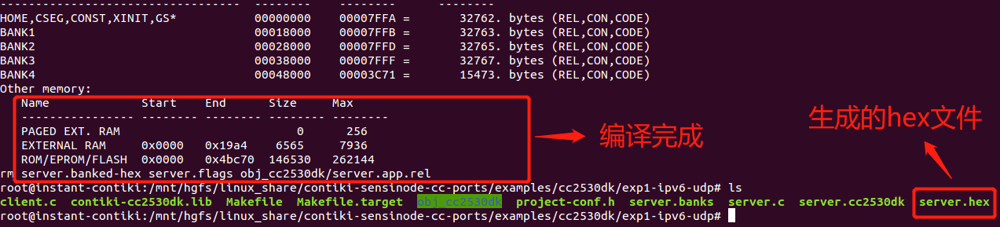 --------------------------------- -------- -------- --------
HOME,CSEG,CONST,XINIT,GS* 00000000 00007FFA = 32762. bytes (REL,CON,CODE)
BANK1 00018000 00007FFB = 32763. bytes (REL,CON,CODE)
BANK2 00028000 00007FFD = 32765. bytes (REL,CON,CODE)
BANK3 00038000 00007FFF = 32767. bytes (REL,CON,CODE)
BANK4 00048000 00003C71 = 15473. bytes (REL,CON,CODE)
Other memory:
Name Start End Size Max
---------------- -------- -------- -------- --------
PAGED EXT. RAM 0 256
EXTERNAL RAM 0x0000 0x19a4 6565 7936
ROM/EPROM/FLASH 0x0000 0x4bc70 146530 262144
编译完成
生成的hex文件
rm server.banked-hex server.flags obj_cc2530dk/server.app.rel
root@instant-contiki:/mnt/hgfs/linux_share/contiki-sensinode-cc-ports/examples/cc2530dk/exp1-ipv6-udp# ls
client.c contiki-cc2530dk.lib Makefile Makefile.target obj_cc2530dk project-conf.h server.banks server.c server.cc2530dk server.hex
root@instant-contiki:/mnt/hgfs/linux_share/contiki-sensinode-cc-ports/examples/cc2530dk/exp1-ipv6-udp#